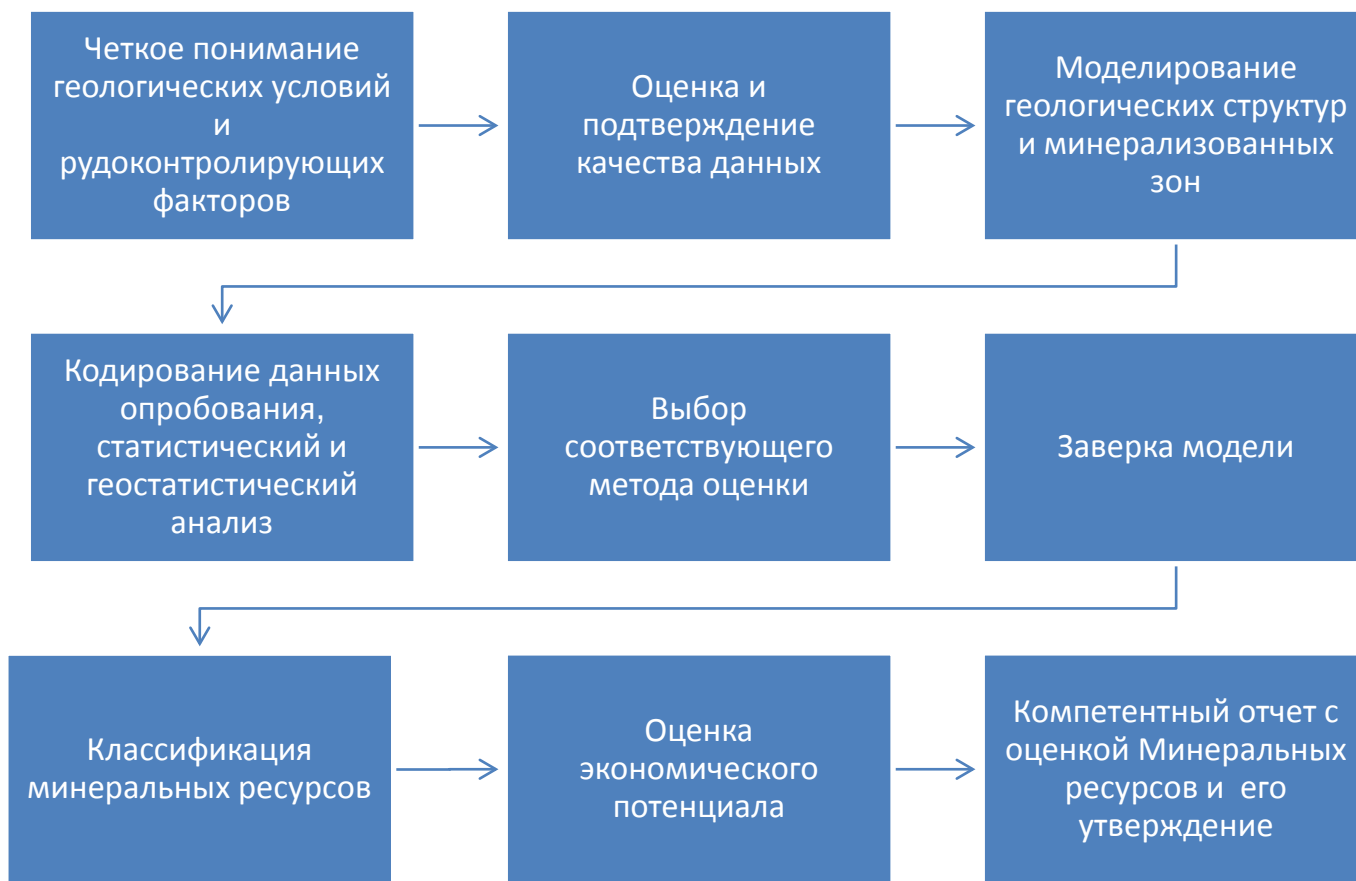 Четкое понимание
геологических условий
и
рудоконтролирующих
факторов
Оценка и
подтверждение
качества данных
Моделирование
геологических структур
и минерализованных
зон
Кодирование данных
опробования,
статистический и
геостатистический
анализ
Выбор
соответствующего
метода оценки
Заверка модели
Классификация
минеральных ресурсов
Оценка
экономического
потенциала
Компетентный отчет с
оценкой Минеральных
ресурсов и его
утверждение